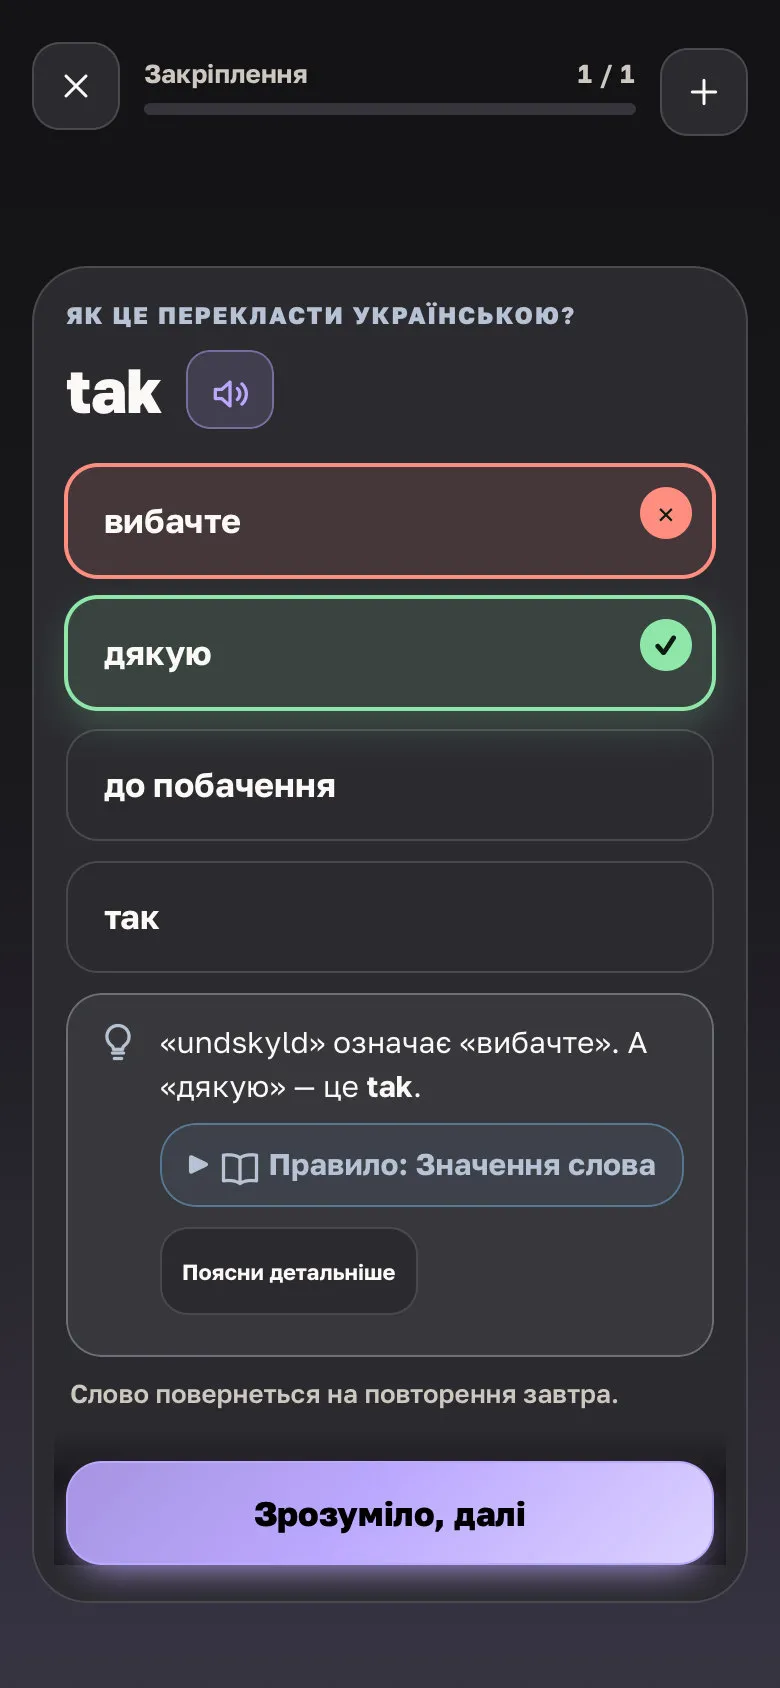 Закріплення
1 / 1
ЯК ЦЕ ПЕРЕКЛАСТИ УКРАЇНСЬКОЮ?
tak
вибачте
дякую
до побачення
так
«undskyld» означає «вибачте». А
«дякую» — це tak.
Правило: Значення слова
Поясни детальніше
Слово повернеться на повторення завтра.
Зрозуміло, далі